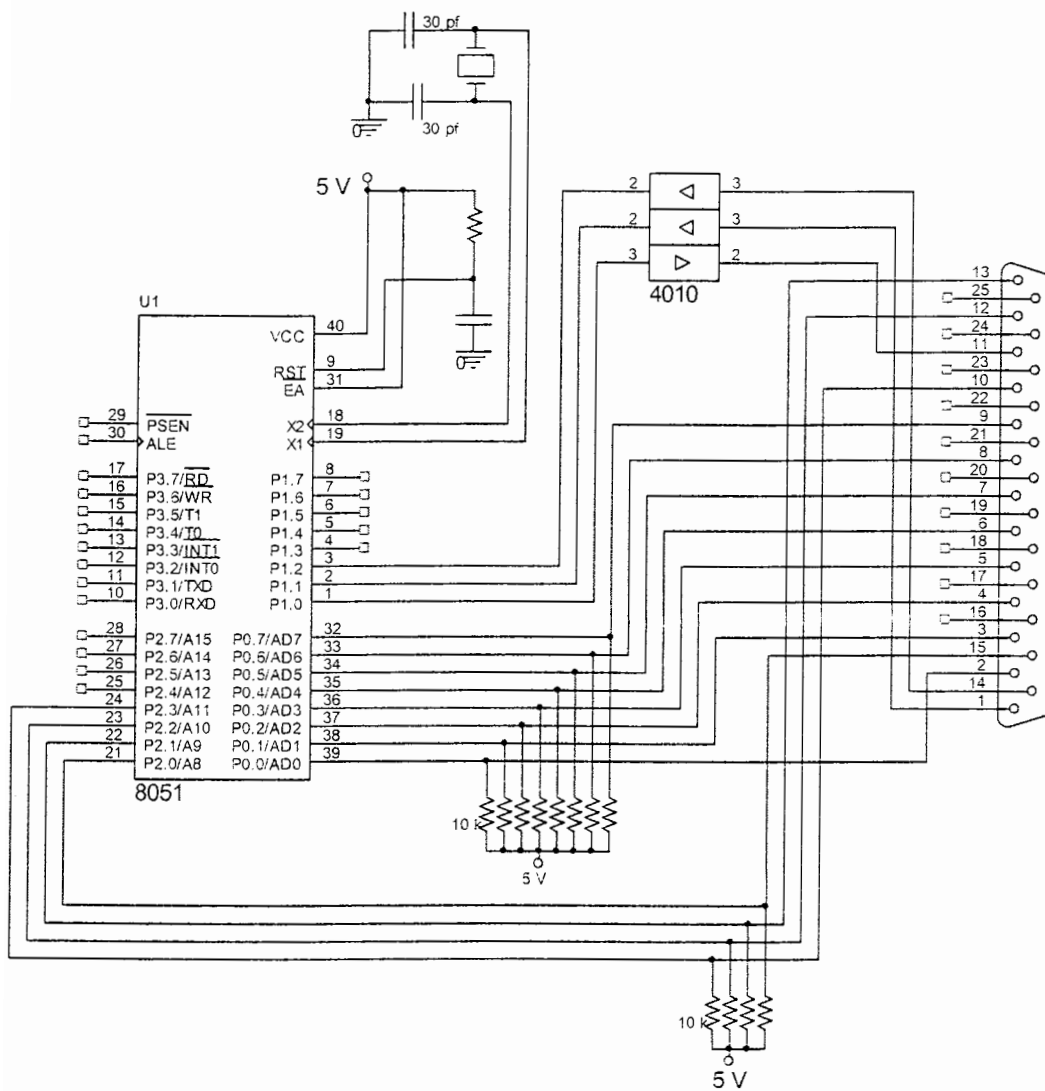 30 pf
0
30 pf
5 V
2 3
2 3
3 2
4010
U1
VCC 40
0
RST 9
EA 31
29 PSEN
30 ALE
X2 18
X1 19
17 P3.7/RD P1.7 8
16 P3.6/WR P1.6 7
15 P3.5/T1 P1.5 6
14 P3.4/T0 P1.4 5
13 P3.3/INT1 P1.3 4
12 P3.2/INT0 P1.2 3
11 P3.1/TXD P1.1 2
10 P3.0/RXD P1.0 1
28 P2.7/A15 P0.7/AD7 32
27 P2.6/A14 P0.6/AD6 33
26 P2.5/A13 P0.5/AD5 34
25 P2.4/A12 P0.4/AD4 35
24 P2.3/A11 P0.3/AD3 36
23 P2.2/A10 P0.2/AD2 37
22 P2.1/A9 P0.1/AD1 38
21 P2.0/A8 P0.0/AD0 39
8051
13
25
12
24
11
23
10
22
9
21
8
20
7
19
6
18
5
17
4
16
3
15
2
14
1
10 k
5 V
10 k
5 V